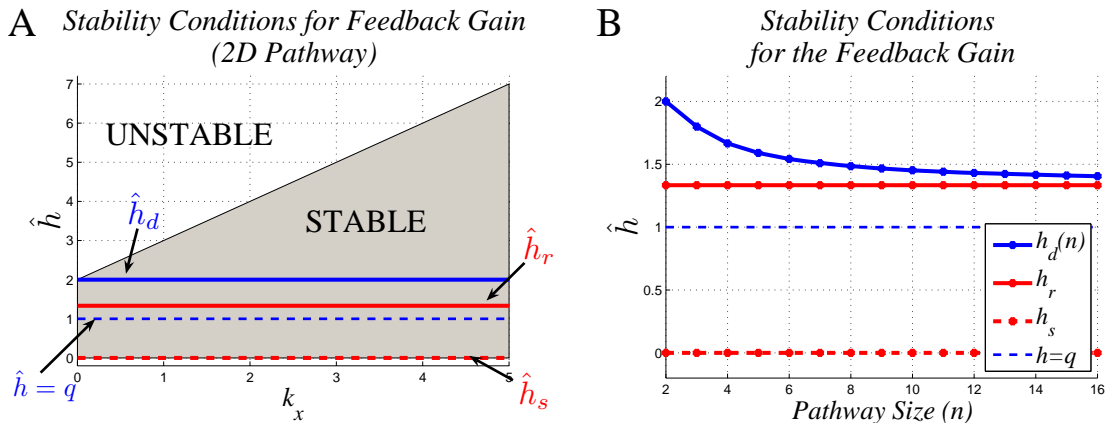 A
Stability Conditions for Feedback Gain
(2D Pathway)
7
6
5
4
3
2
1
0
ĥ
UNSTABLE
STABLE
ĥ_d
ĥ_r
ĥ = q
ĥ_s
0 1 2 3 4 5
k_x
B
Stability Conditions
for the Feedback Gain
2
1.5
1
0.5
0
ĥ
h_d(n)
h_r
h_s
h=q
2 4 6 8 10 12 14 16
Pathway Size (n)